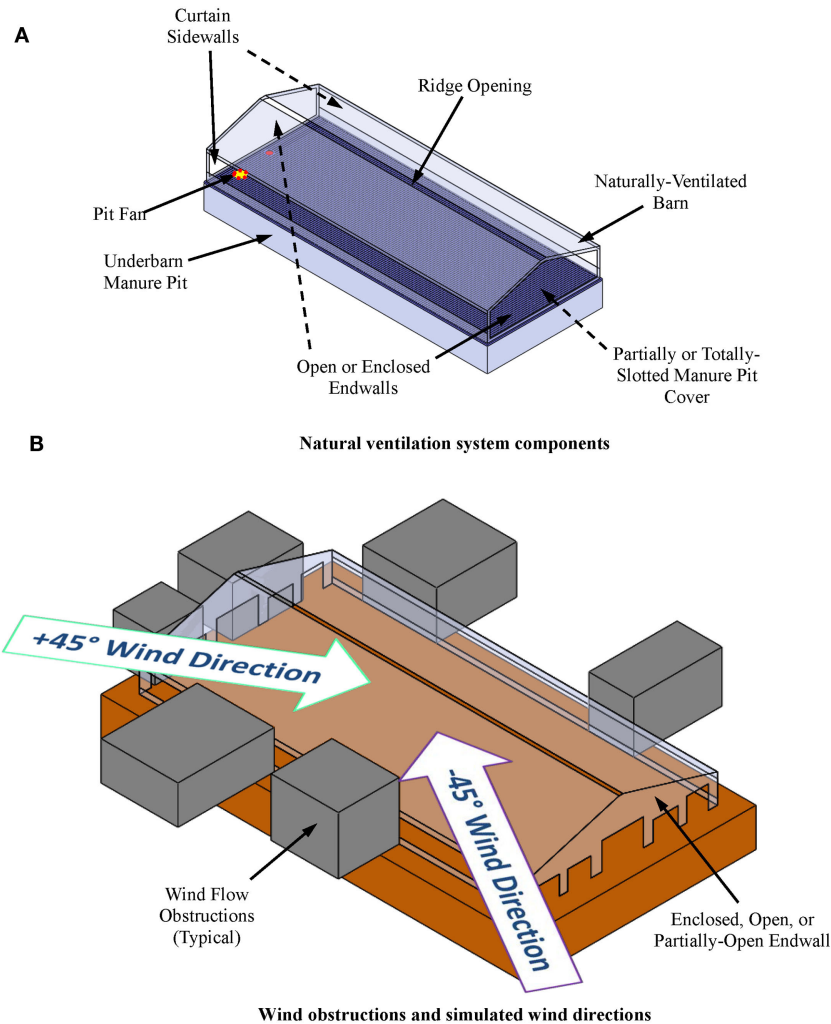 A
Curtain
Sidewalls
Ridge Opening
Naturally-Ventilated
Barn
Pit Fan
Underbarn
Manure Pit
Open or Enclosed
Endwalls
Partially or Totally-
Slotted Manure Pit
Cover
Natural ventilation system components
B
+45° Wind Direction
-45° Wind Direction
Wind Flow
Obstructions
(Typical)
Enclosed, Open, or
Partially-Open Endwall
Wind obstructions and simulated wind directions